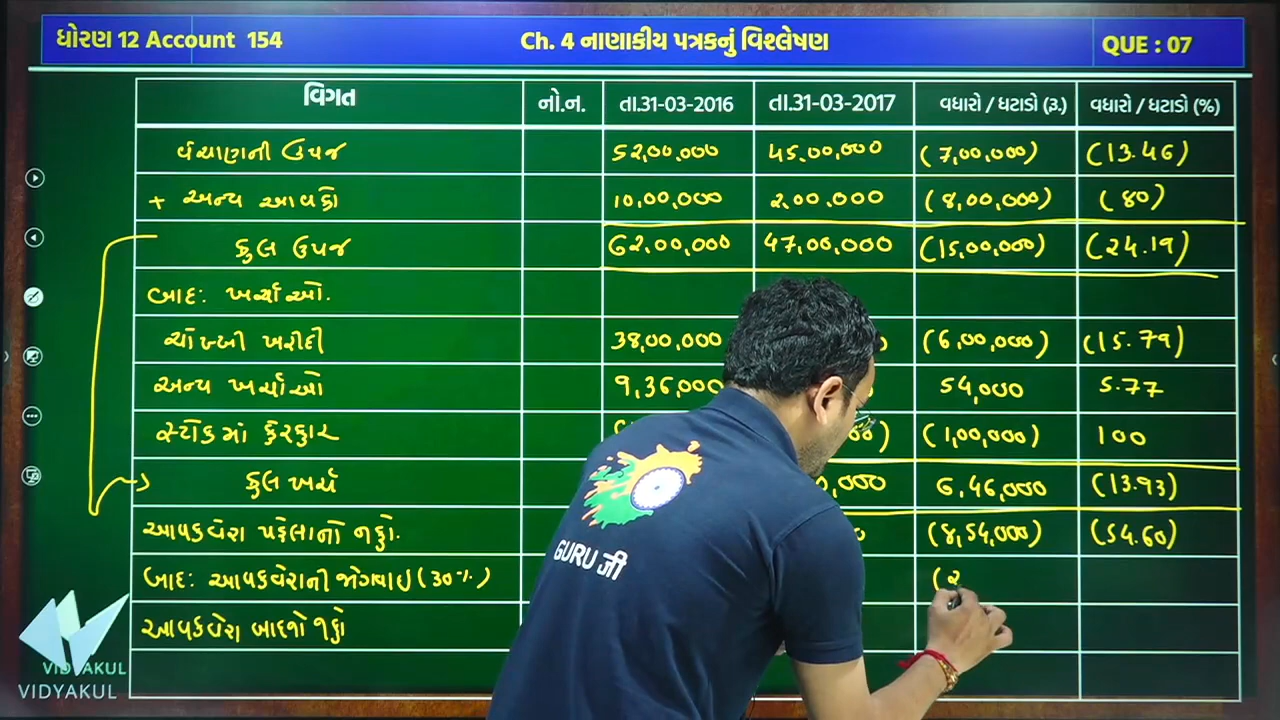 ધોરણ 12 Account 154 Ch. 4 નાણાકીય પત્રકનું વિશ્લેષણ QUE : 07
વિગત નો.ન. તા.31-03-2016 તા.31-03-2017 વધારો / ઘટાડો (રૂ.) વધારો / ઘટાડો (%)
વેચાણની ઉપજ 52,00,000 45,00,000 (7,00,000) (13.46)
+ અન્ય આવકો 10,00,000 2,00,000 (8,00,000) (80)
કુલ ઉપજ 62,00,000 47,00,000 (15,00,000) (24.19)
બાદ: ખર્ચાઓ.
ચોખ્ખી ખરીદી 38,00,000 (6,00,000) (15.79)
અન્ય ખર્ચાઓ 9,36,000 54,000 5.77
સ્ટોકમાં ફેરફાર (1,00,000) 100
કુલ ખર્ચ 6,46,000 (13.93)
આવકવેરા પહેલાનો નફો. (8,54,000) (54.60)
બાદ: આવકવેરાની જોગવાઇ (30%) (2
આવકવેરા બાદનો નફો
GURU जी
VIDYAKUL
VIDYAKUL